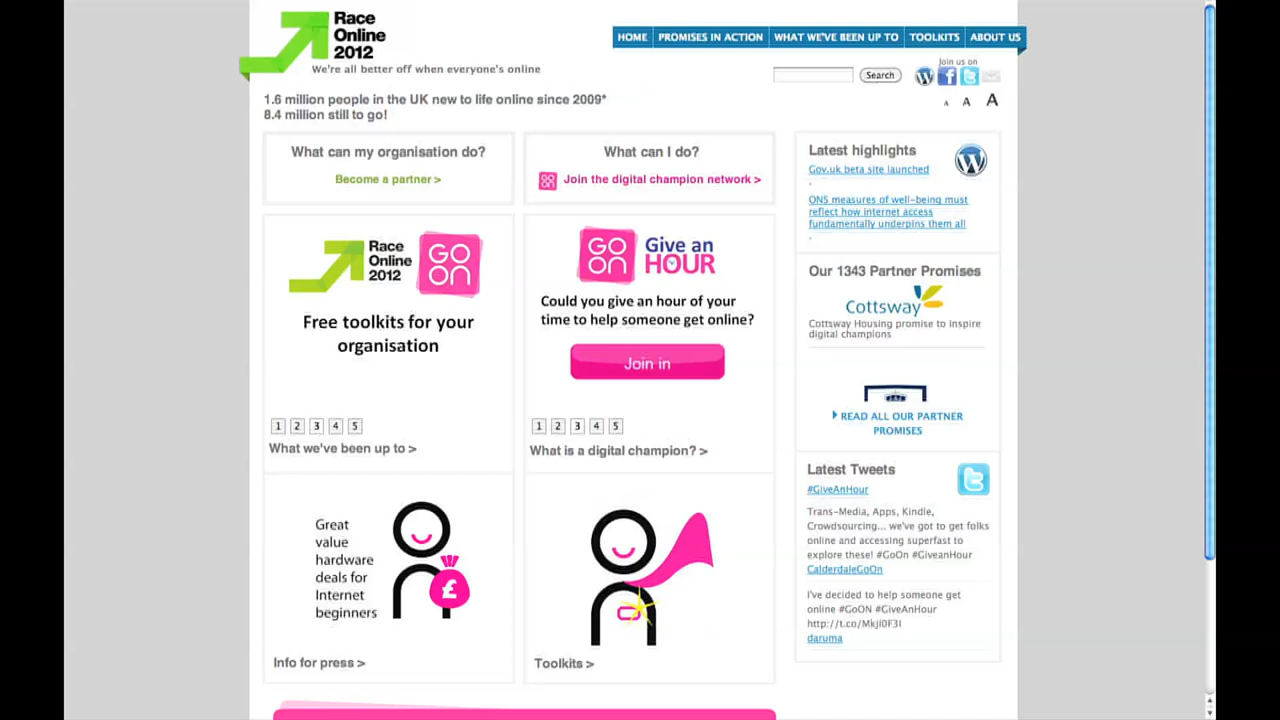 Race
Online
2012
We're all better off when everyone's online
HOME PROMISES IN ACTION WHAT WE'VE BEEN UP TO TOOLKITS ABOUT US
Join us on
Search
1.6 million people in the UK new to life online since 2009*
8.4 million still to go!
A A A
What can my organisation do?
Become a partner >
What can I do?
GO ON Join the digital champion network >
Race
Online
2012
GO
ON
Free toolkits for your
organisation
1 2 3 4 5
What we've been up to >
GO
ON
Give an
HOUR
Could you give an hour of your
time to help someone get online?
Join in
1 2 3 4 5
What is a digital champion? >
Great
value
hardware
deals for
Internet
beginners
£
Info for press >
Toolkits >
Latest highlights
Gov.uk beta site launched
.
ONS measures of well-being must
reflect how internet access
fundamentally underpins them all
.
Our 1343 Partner Promises
Cottsway
Cottsway Housing promise to inspire
digital champions
READ ALL OUR PARTNER
PROMISES
Latest Tweets
#GiveAnHour
Trans-Media, Apps, Kindle,
Crowdsourcing... we've got to get folks
online and accessing superfast to
explore these! #GoOn #GiveanHour
CalderdaleGoOn
I've decided to help someone get
online #GoON #GiveAnHour
http://t.co/MkjI0F3I
daruma